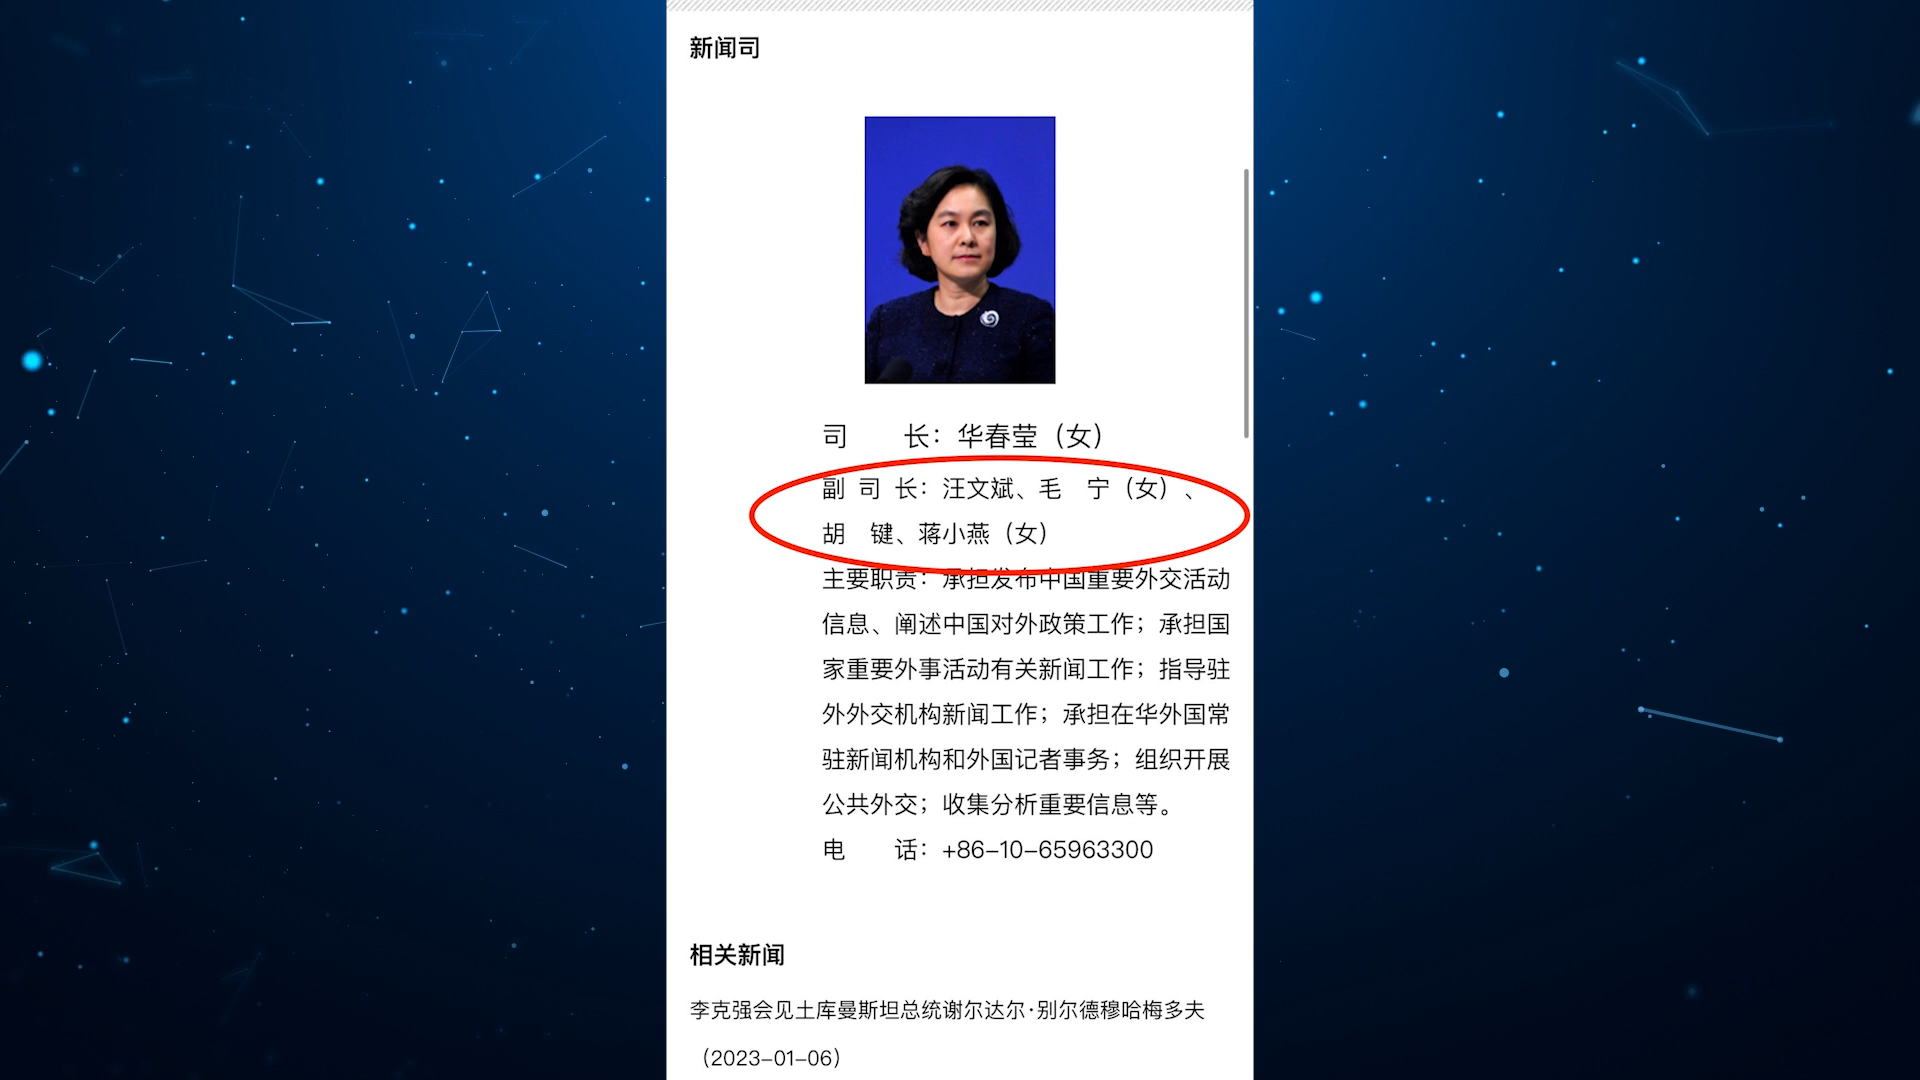 新闻司
司 长：华春莹（女）
副 司 长：汪文斌、毛 宁（女）、
胡 键、蒋小燕（女）
主要职责：承担发布中国重要外交活动
信息、阐述中国对外政策工作；承担国
家重要外事活动有关新闻工作；指导驻
外外交机构新闻工作；承担在华外国常
驻新闻机构和外国记者事务；组织开展
公共外交；收集分析重要信息等。
电 话：+86-10-65963300
相关新闻
李克强会见土库曼斯坦总统谢尔达尔·别尔德穆哈梅多夫
（2023-01-06）